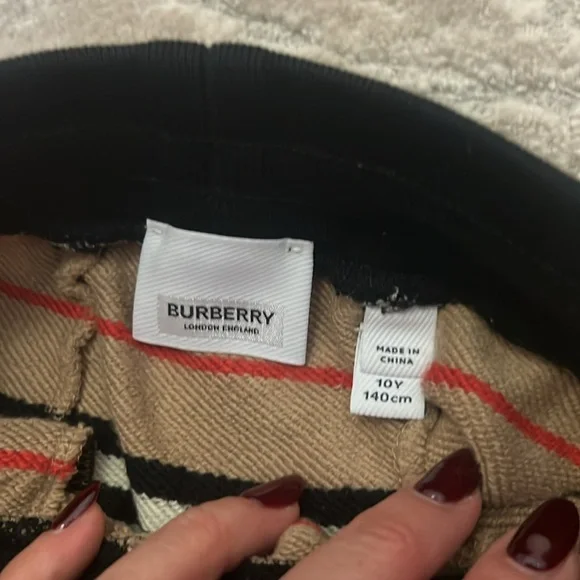 BURBERRY
LONDON ENGLAND
MADE IN
CHINA
10Y
140cm